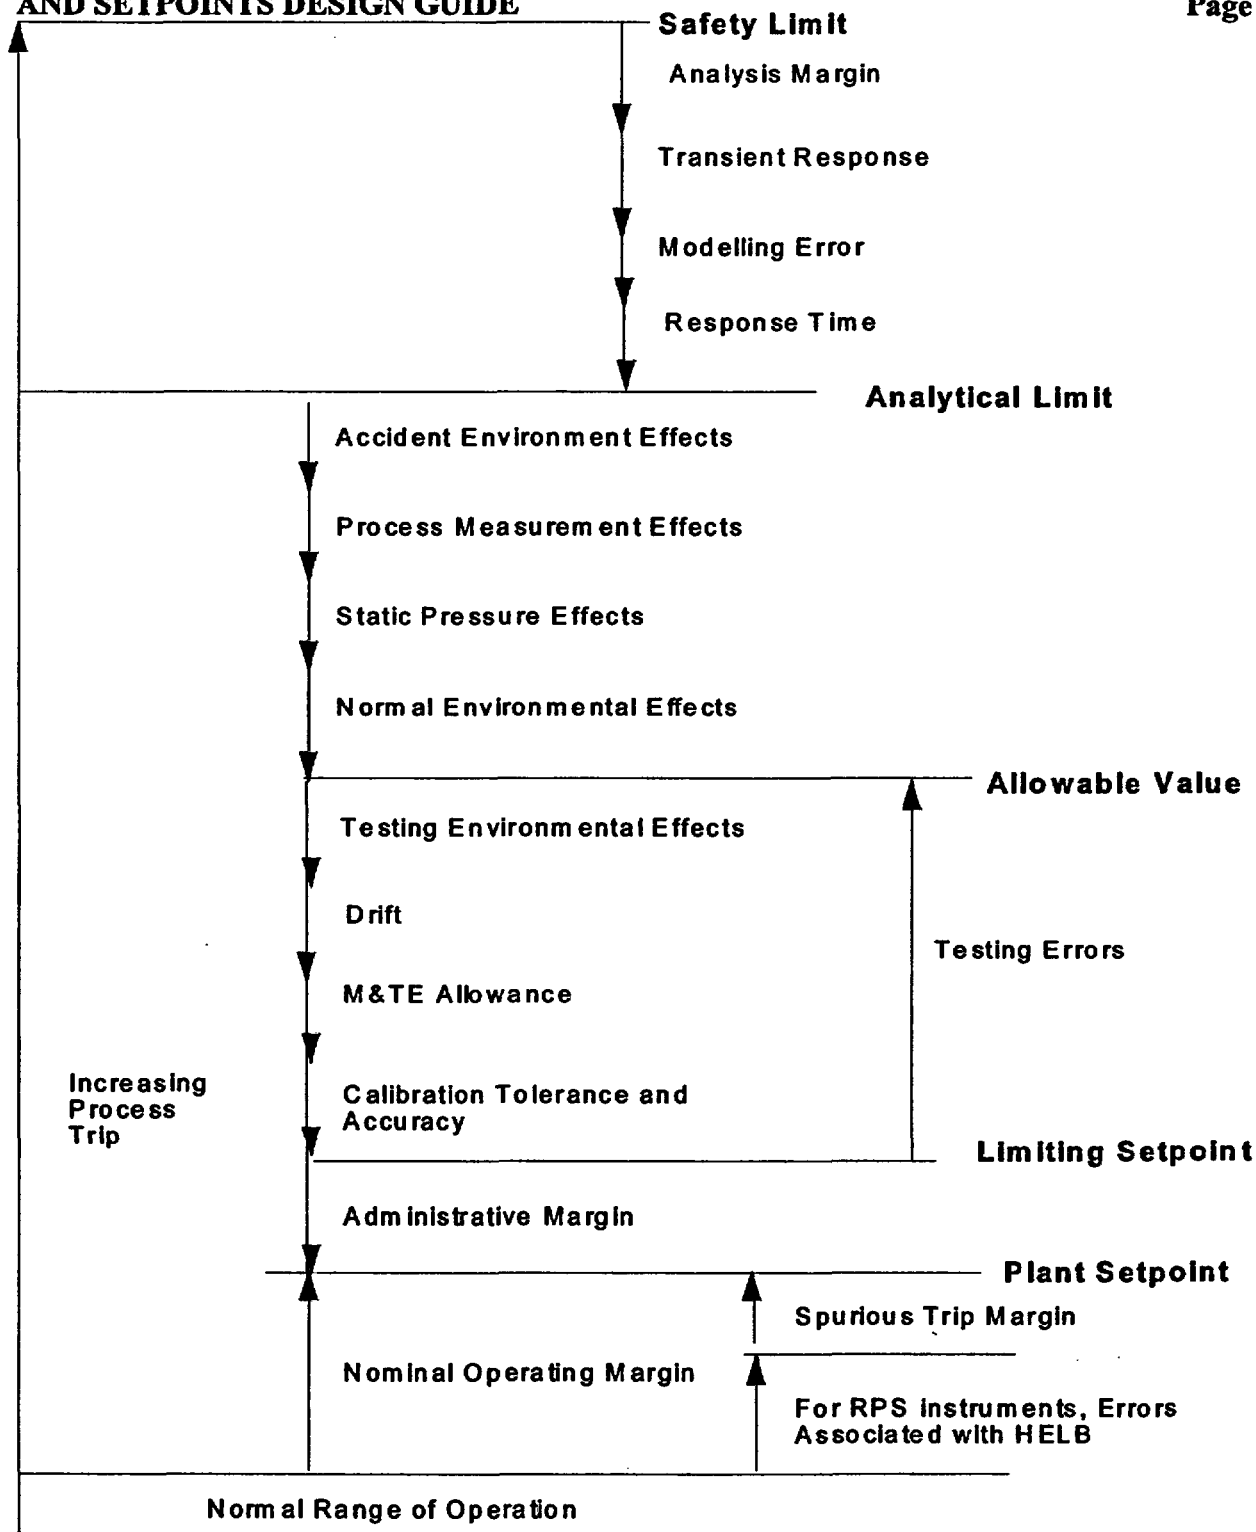 AND SETPOINTS DESIGN GUIDE
Page
Safety Limit
Analysis Margin
Transient Response
Modelling Error
Response Time
Analytical Limit
Accident Environment Effects
Process Measurement Effects
Static Pressure Effects
Normal Environmental Effects
Allowable Value
Testing Environmental Effects
Drift
Testing Errors
M&TE Allowance
Increasing
Process
Trip
Calibration Tolerance and
Accuracy
Limiting Setpoint
Administrative Margin
Plant Setpoint
Spurious Trip Margin
Nominal Operating Margin
For RPS instruments, Errors
Associated with HELB
Normal Range of Operation